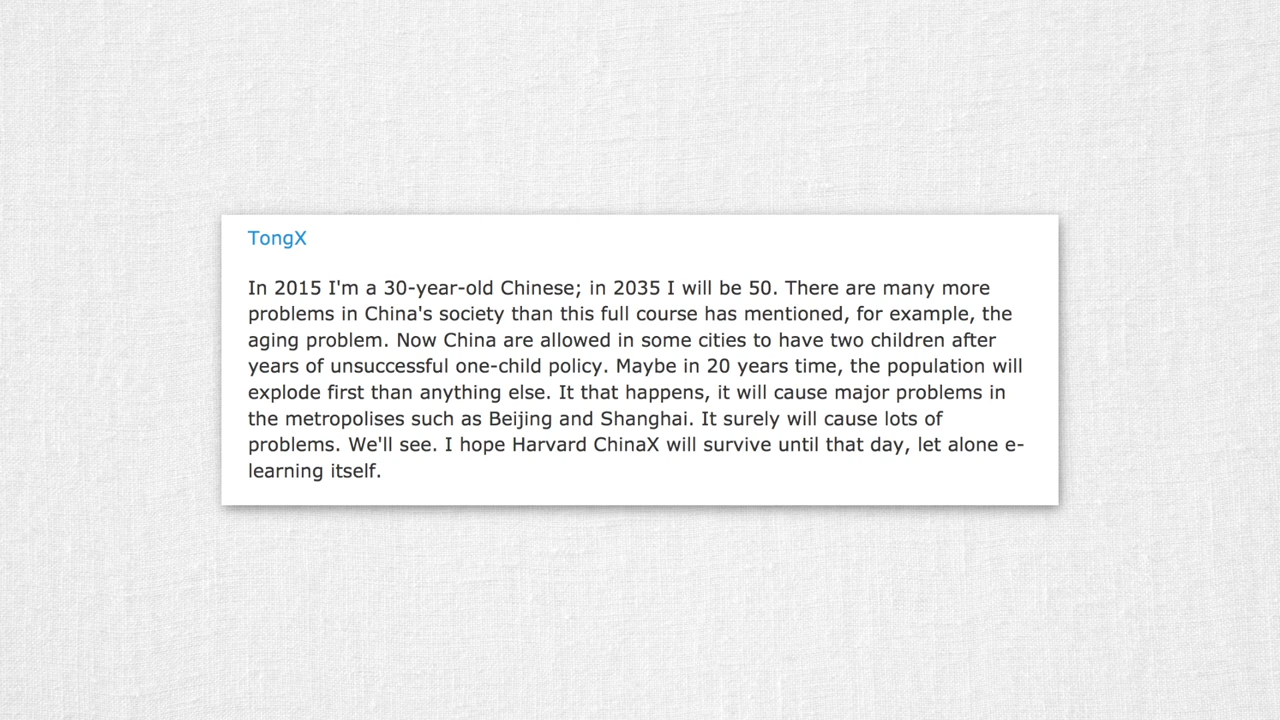 TongX
In 2015 I'm a 30-year-old Chinese; in 2035 I will be 50. There are many more
problems in China's society than this full course has mentioned, for example, the
aging problem. Now China are allowed in some cities to have two children after
years of unsuccessful one-child policy. Maybe in 20 years time, the population will
explode first than anything else. It that happens, it will cause major problems in
the metropolises such as Beijing and Shanghai. It surely will cause lots of
problems. We'll see. I hope Harvard ChinaX will survive until that day, let alone e-
learning itself.